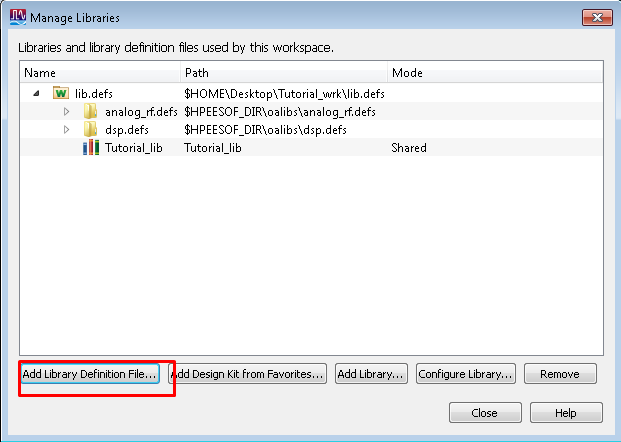 Manage Libraries
Libraries and library definition files used by this workspace.
Name Path Mode
lib.defs $HOME\Desktop\Tutorial_wrk\lib.defs
analog_rf.defs $HPEESOF_DIR\oalibs\analog_rf.defs
dsp.defs $HPEESOF_DIR\oalibs\dsp.defs
Tutorial_lib Tutorial_lib Shared
Add Library Definition File... Add Design Kit from Favorites... Add Library... Configure Library... Remove
Close Help